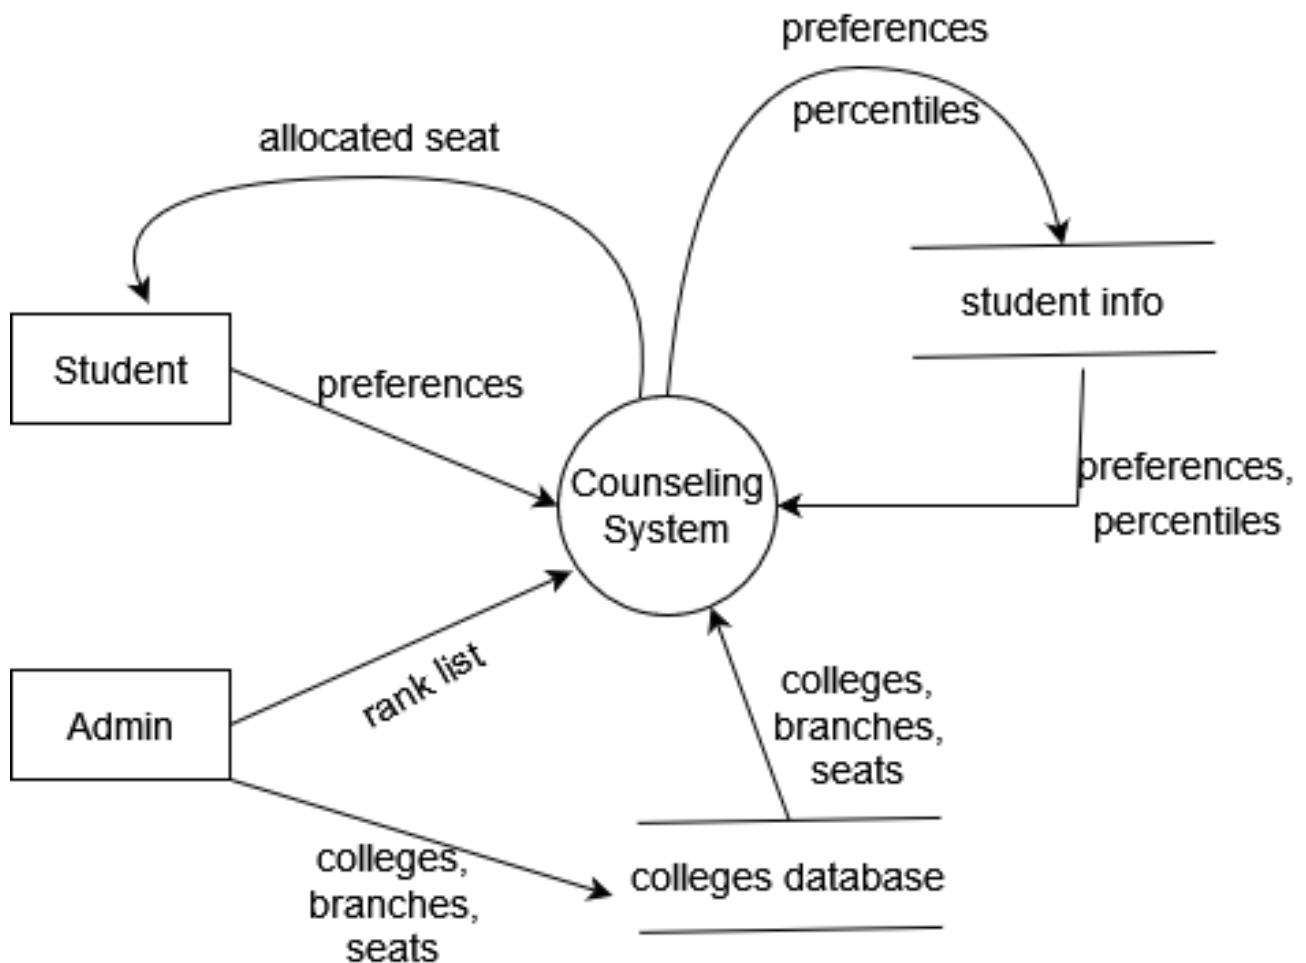 preferences
percentiles
allocated seat
student info
Student
preferences
preferences,
percentiles
Counseling
System
rank list
Admin
colleges,
branches,
seats
colleges,
branches,
seats
colleges database